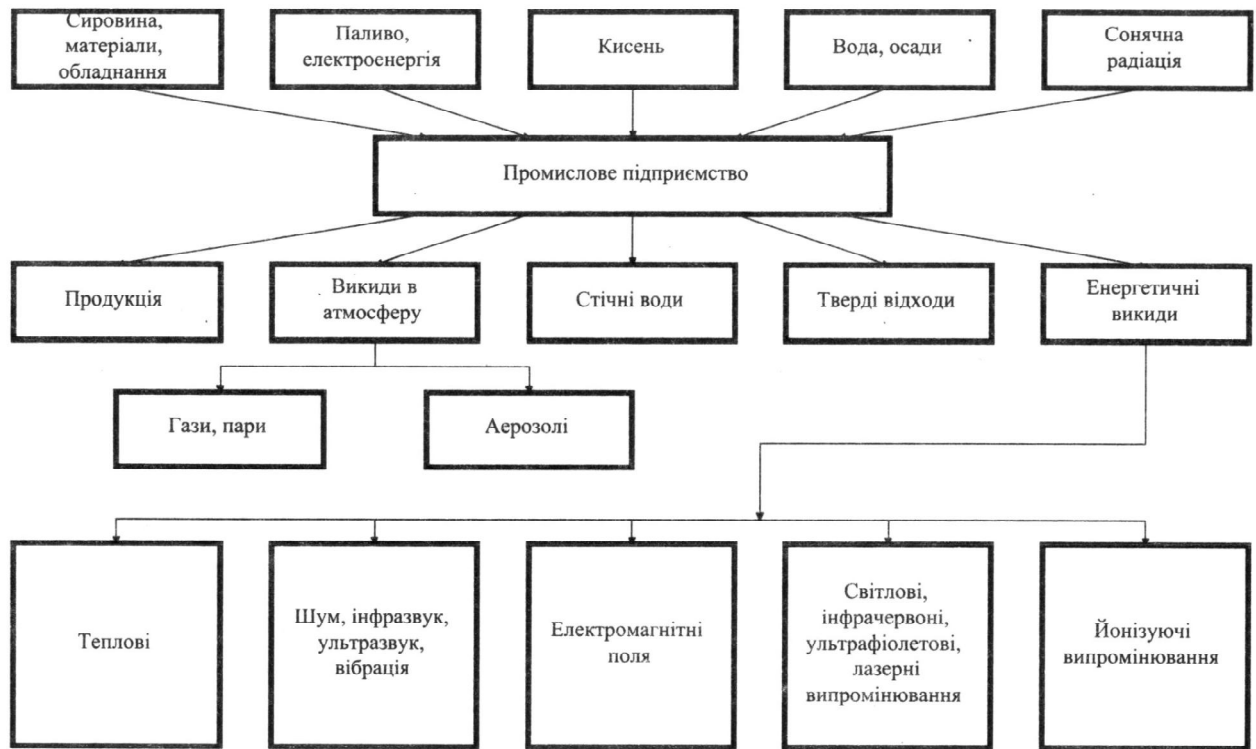 Сировина,
матеріали,
обладнання
Паливо,
електроенергія
Кисень
Вода, осади
Сонячна
радіація
Промислове підприємство
Продукція
Викиди в
атмосферу
Стічні води
Тверді відходи
Енергетичні
викиди
Гази, пари
Аерозолі
Теплові
Шум, інфразвук,
ультразвук,
вібрація
Електромагнітні
поля
Світлові,
інфрачервоні,
ультрафіолетові,
лазерні
випромінювання
Йонізуючі
випромінювання